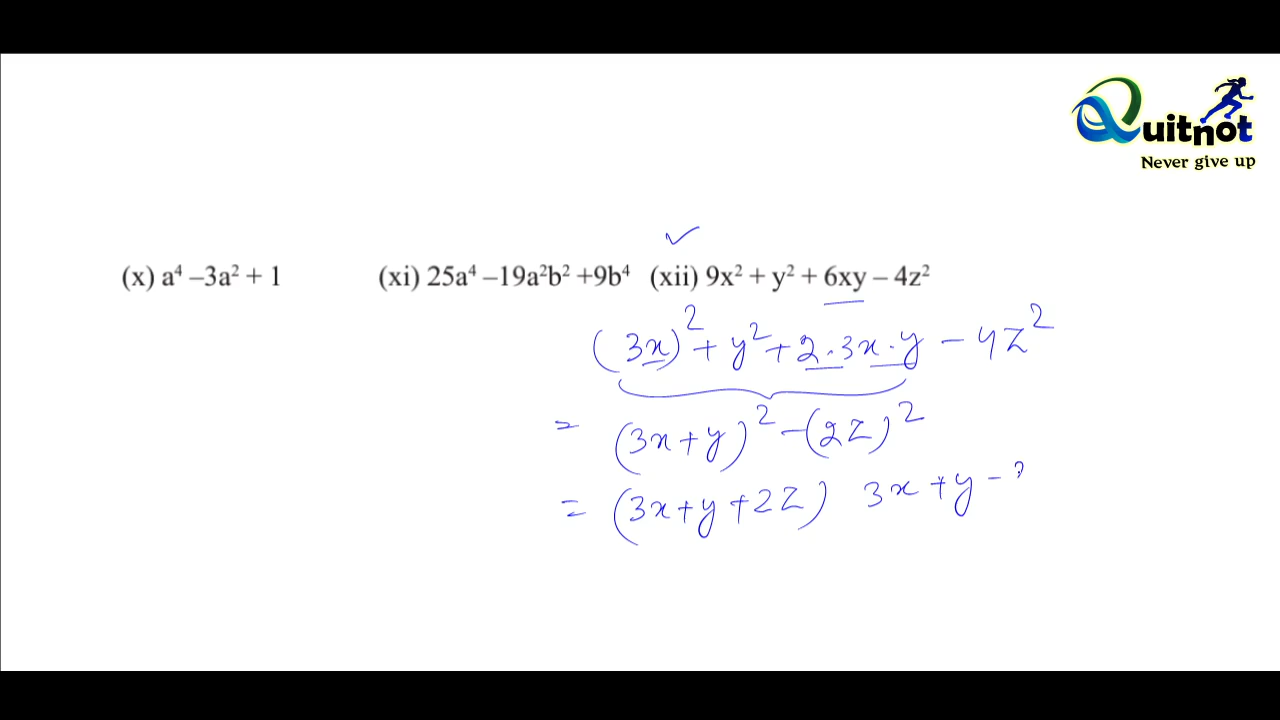 Quitnot
Never give up
(x) a⁴ –3a² + 1 (xi) 25a⁴ –19a²b² +9b⁴ (xii) 9x² + y² + 6xy – 4z²
(3x)² + y² + 2·3x·y – 4z²
= (3x+y)² – (2z)²
= (3x+y+2z) 3x+y–